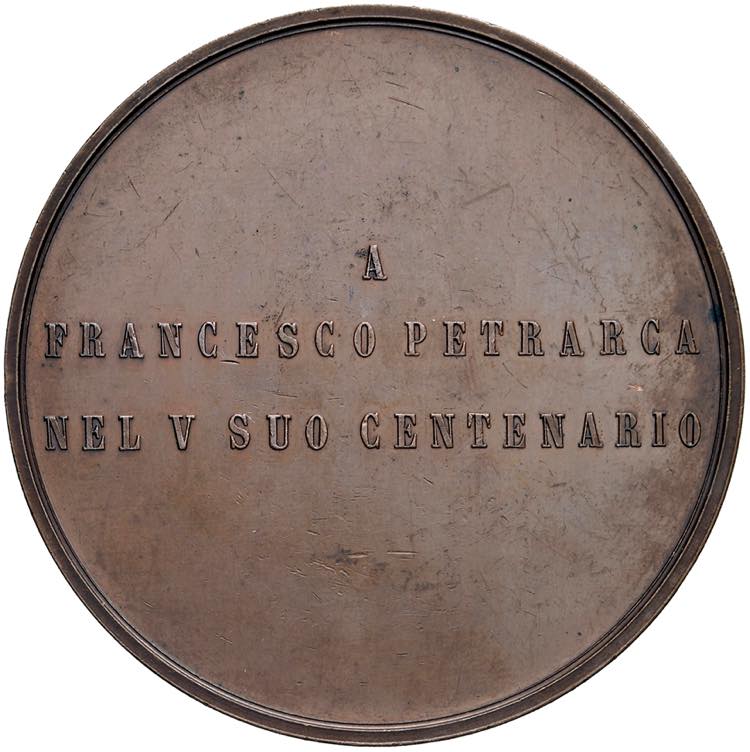 A
FRANCESCO PETRARCA
NEL V SUO CENTENARIO